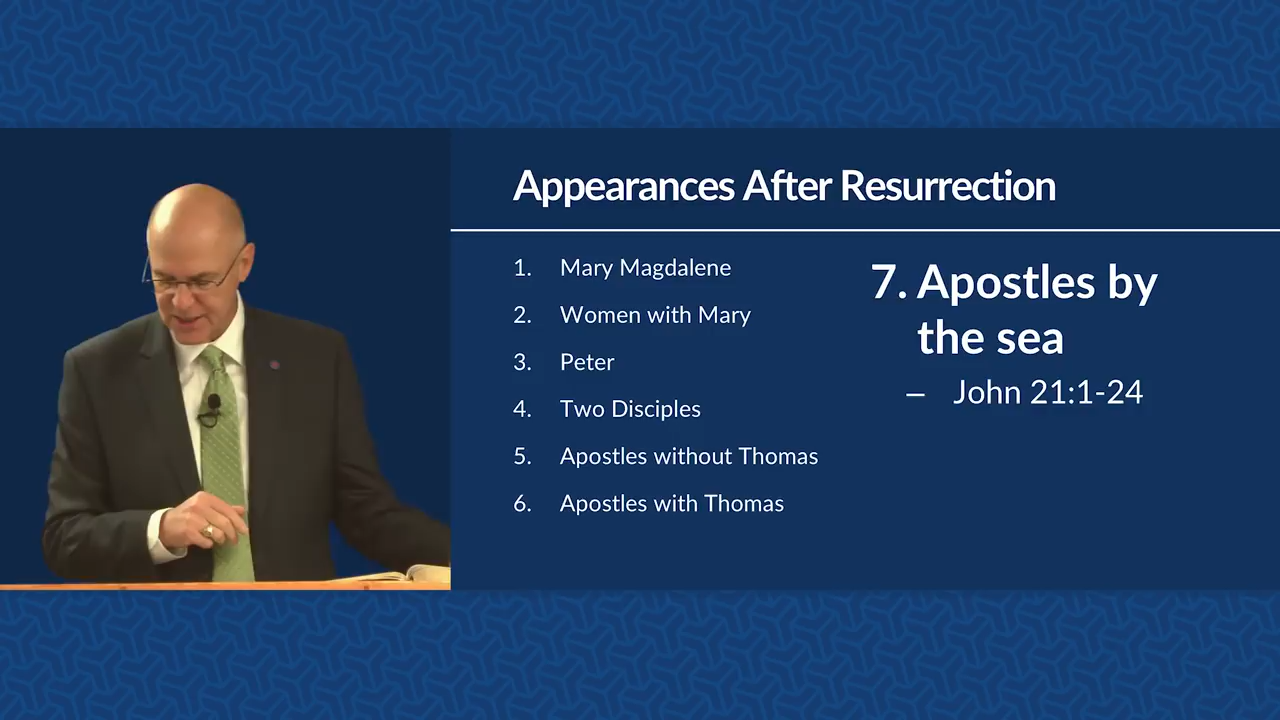 Appearances After Resurrection
1. Mary Magdalene
2. Women with Mary
3. Peter
4. Two Disciples
5. Apostles without Thomas
6. Apostles with Thomas
7. Apostles by
the sea
– John 21:1-24